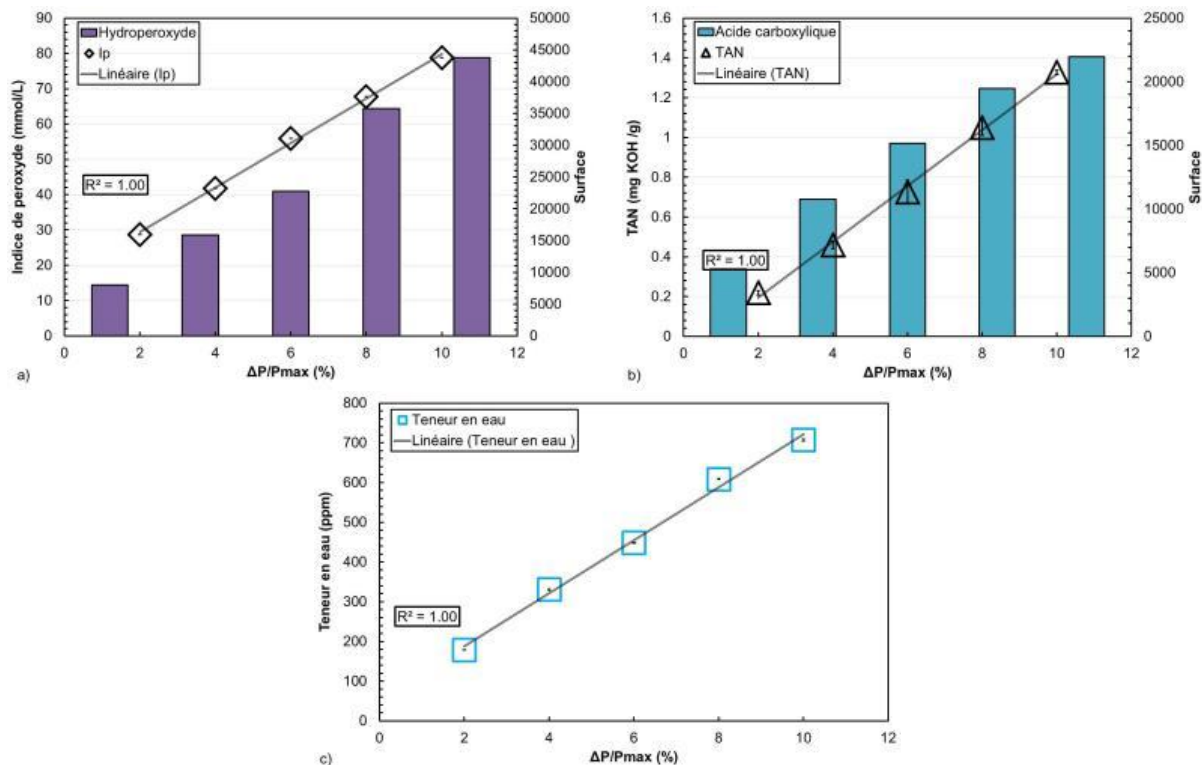 Hydroperoxyde
Ip
Linéaire (Ip)
R² = 1.00
Indice de peroxyde (mmol/L)
90
80
70
60
50
40
30
20
10
0
50000
45000
40000
35000
30000
25000
20000
15000
10000
5000
0
Surface
0 2 4 6 8 10 12
ΔP/Pmax (%)
a)
Acide carboxylique
TAN
Linéaire (TAN)
R² = 1.00
TAN (mg KOH /g)
1.6
1.4
1.2
1
0.8
0.6
0.4
0.2
0
25000
20000
15000
10000
5000
0
Surface
0 2 4 6 8 10 12
ΔP/Pmax (%)
b)
Teneur en eau
Linéaire (Teneur en eau )
R² = 1.00
Teneur en eau (ppm)
800
700
600
500
400
300
200
100
0
0 2 4 6 8 10 12
ΔP/Pmax (%)
c)